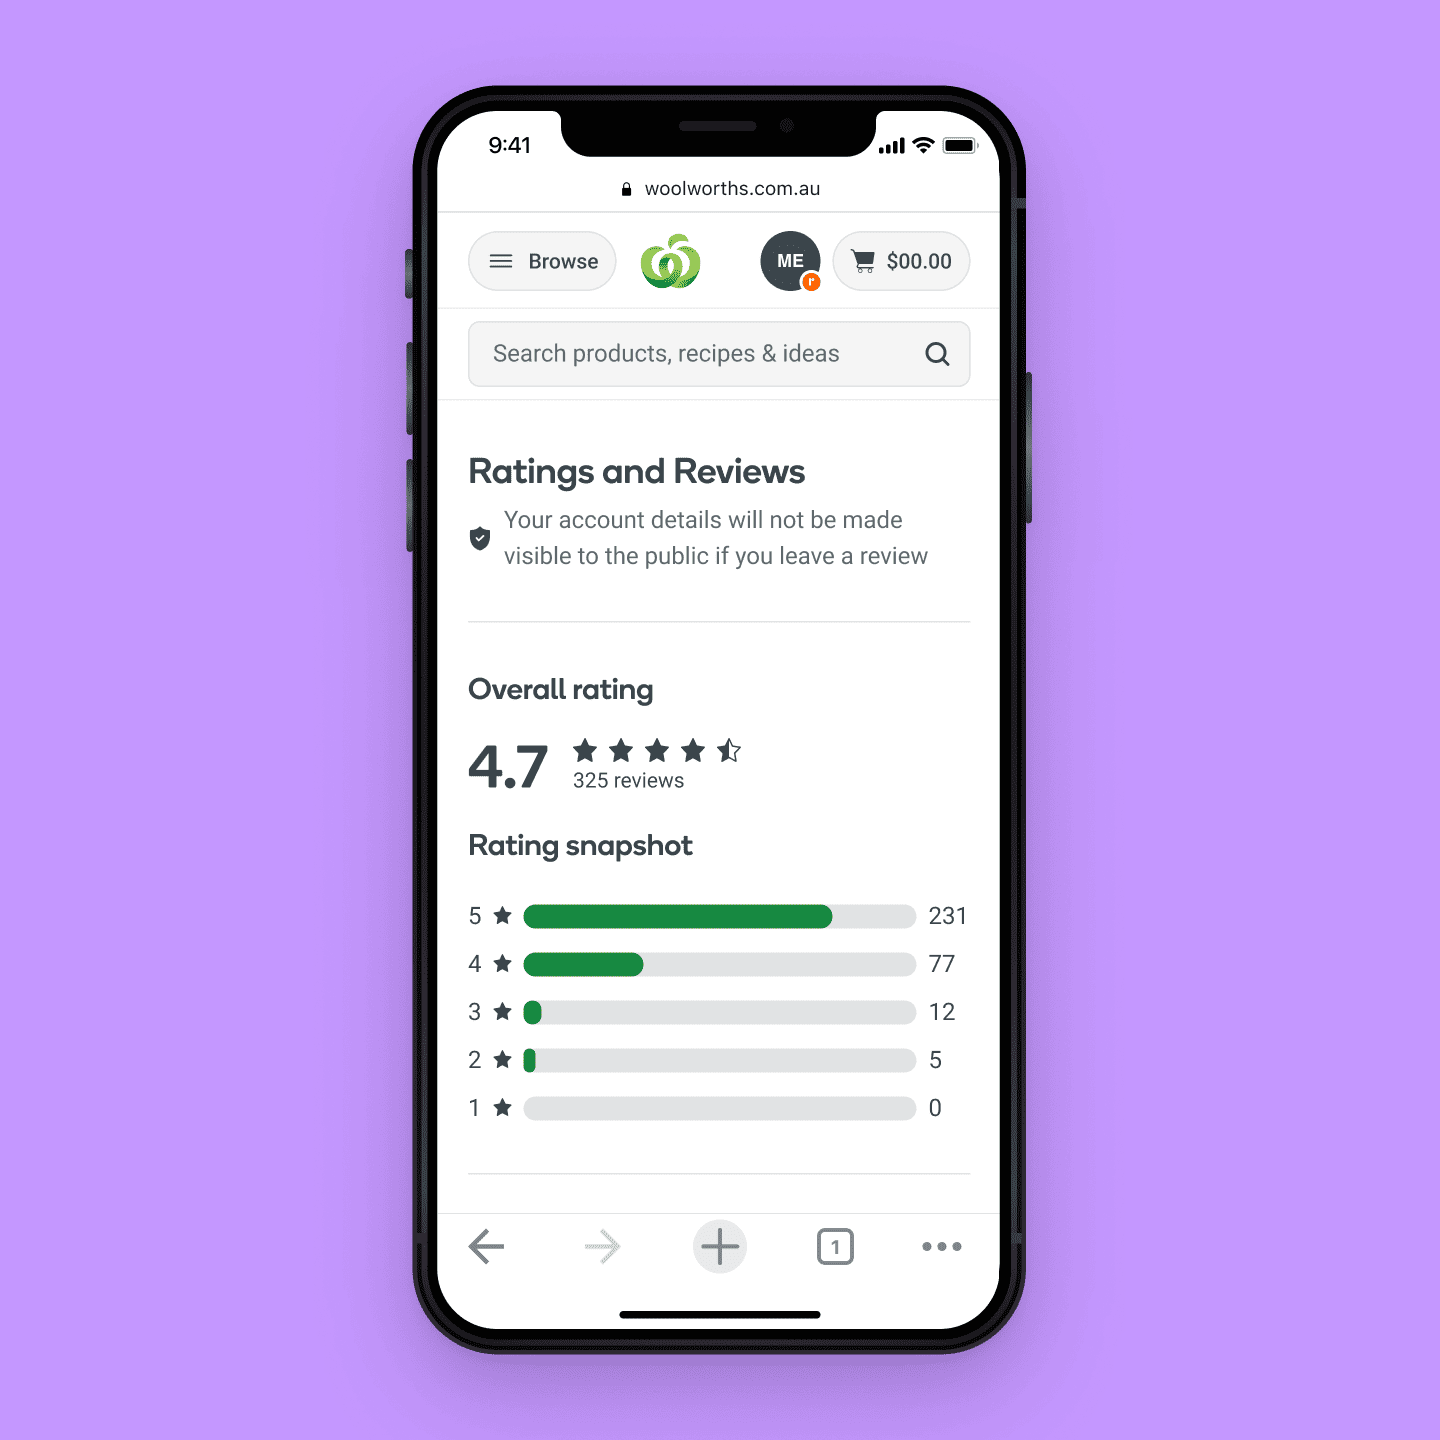 9:41
woolworths.com.au
Browse
ME
r
$00.00
Search products, recipes & ideas
Ratings and Reviews
Your account details will not be made
visible to the public if you leave a review
Overall rating
4.7
325 reviews
Rating snapshot
5 231
4 77
3 12
2 5
1 0
1